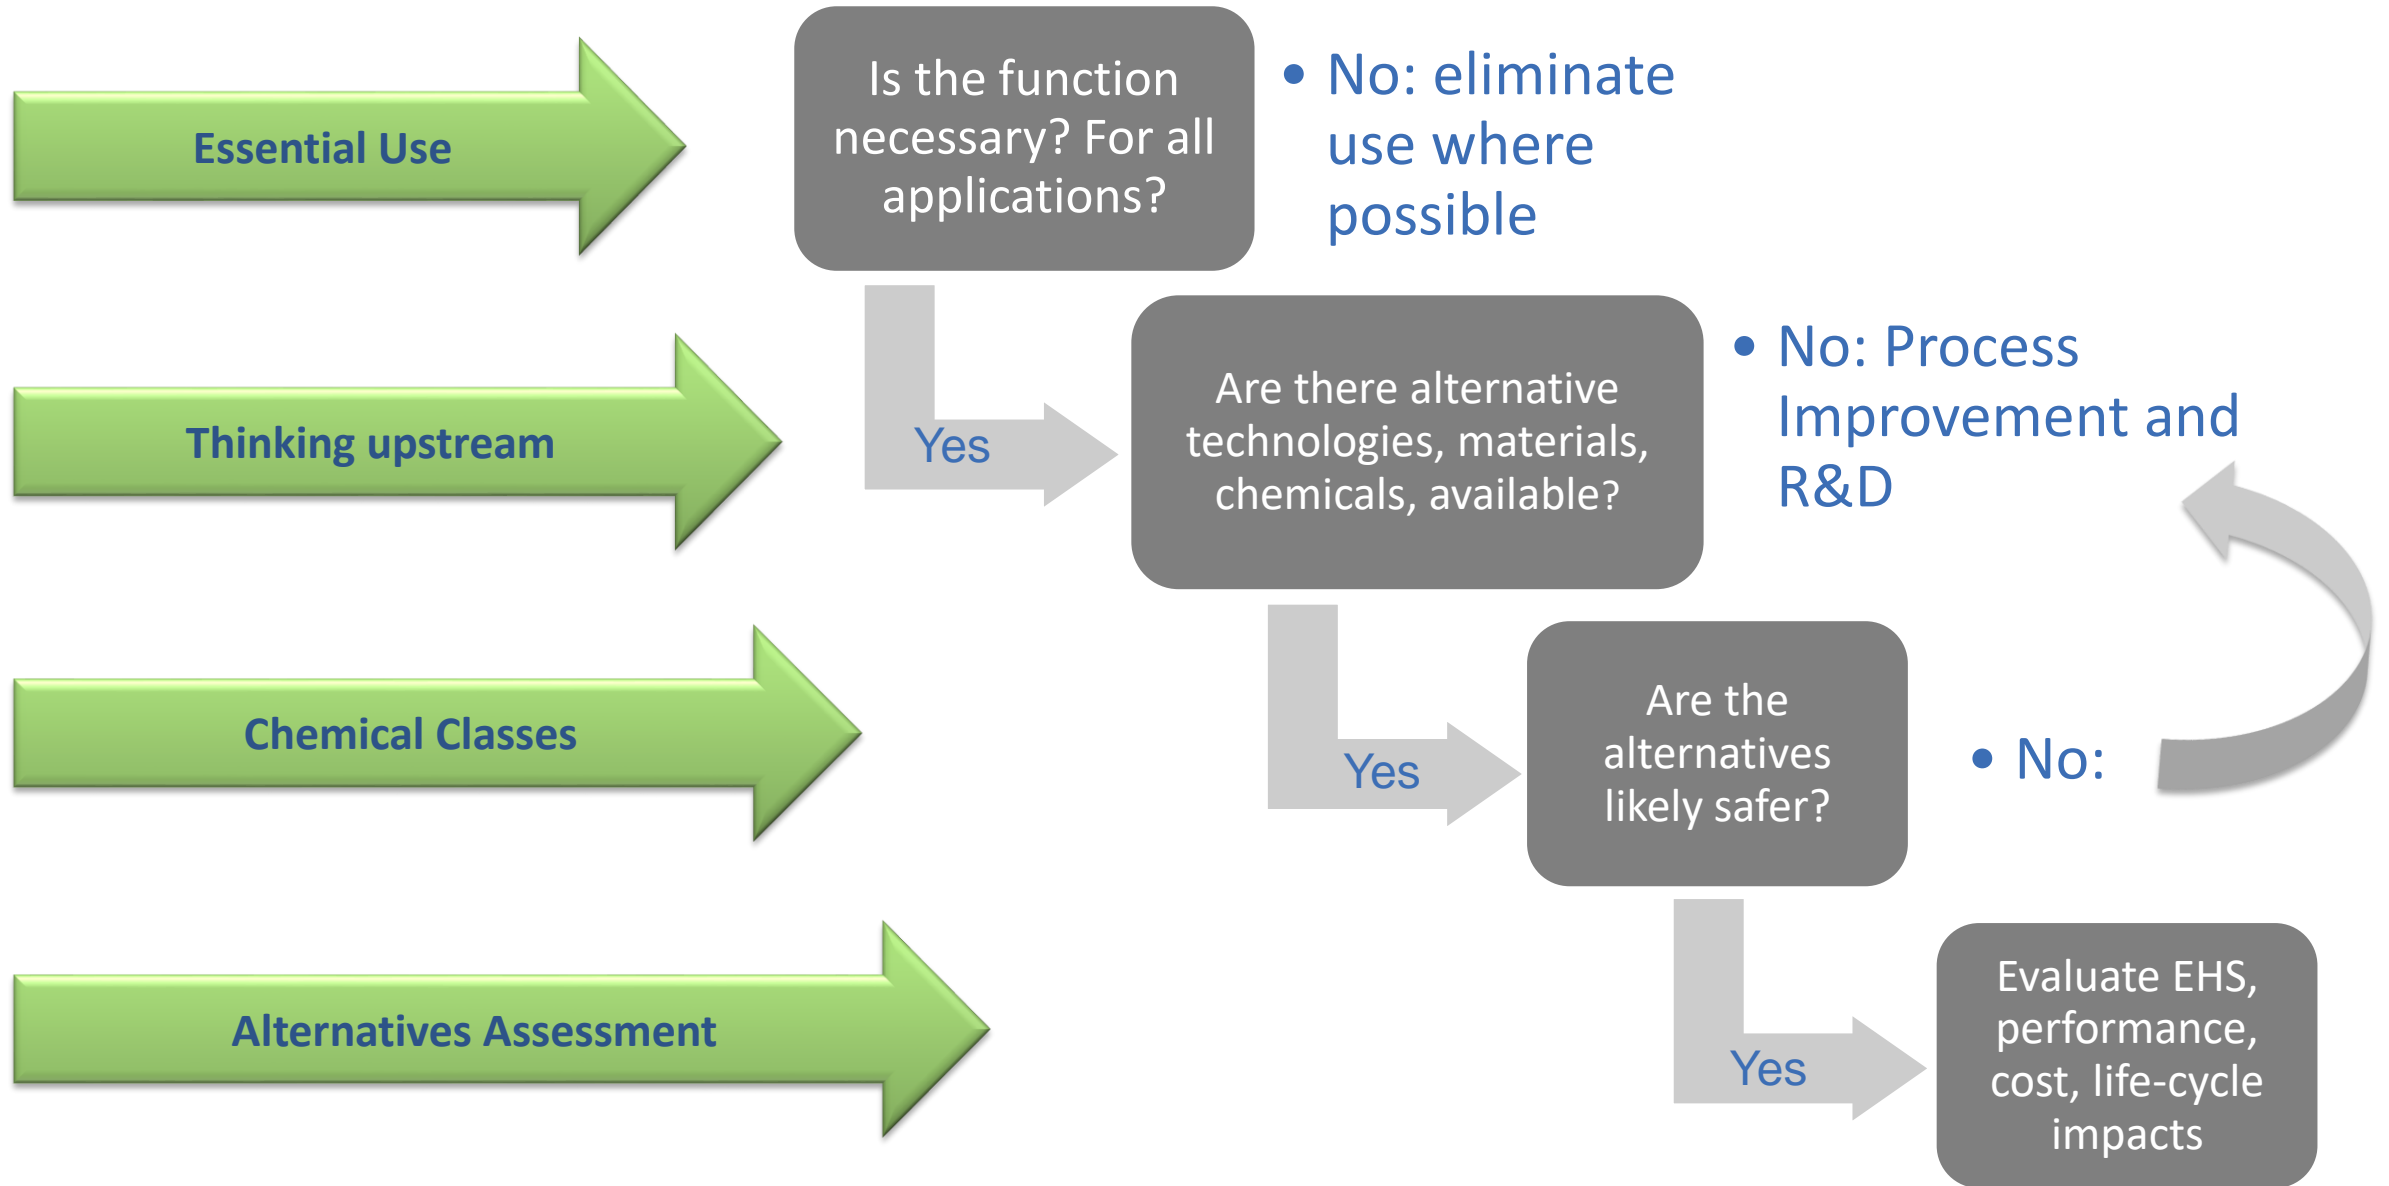 Essential Use
Is the function
necessary? For all
applications?
• No: eliminate
use where
possible
Thinking upstream
Yes
Are there alternative
technologies, materials,
chemicals, available?
• No: Process
Improvement and
R&D
Chemical Classes
Yes
Are the
alternatives
likely safer?
• No:
Alternatives Assessment
Yes
Evaluate EHS,
performance,
cost, life-cycle
impacts